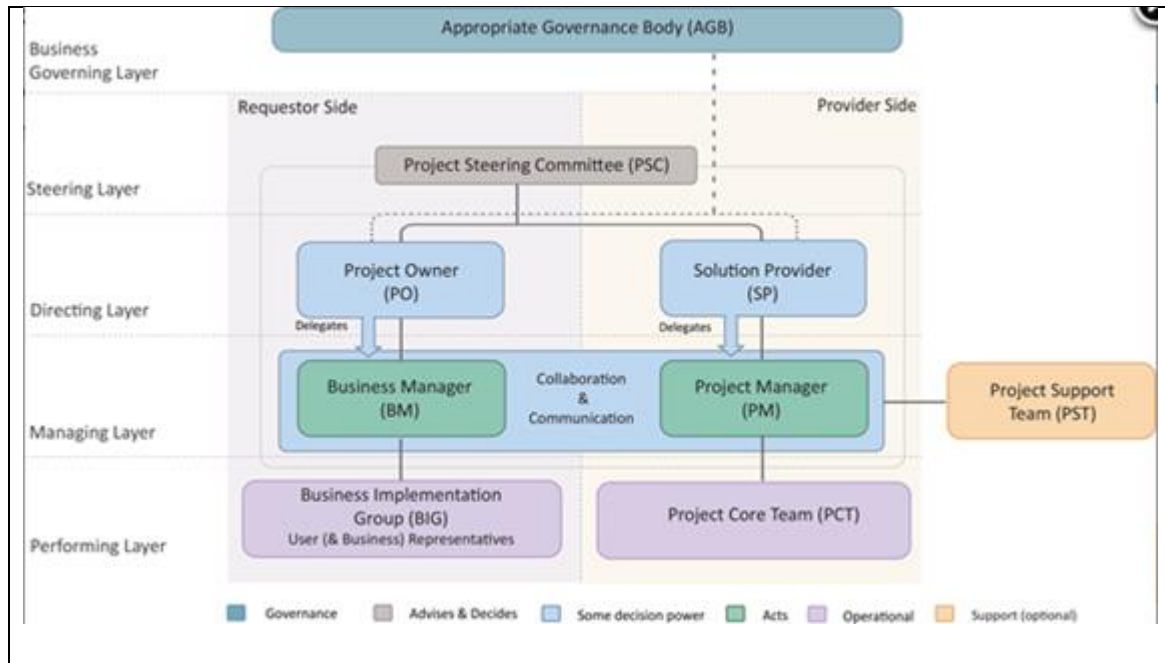 Appropriate Governance Body (AGB)
Business
Governing Layer
Requestor Side
Provider Side
Project Steering Committee (PSC)
Steering Layer
Project Owner
(PO)
Solution Provider
(SP)
Directing Layer
Delegates
Delegates
Business Manager
(BM)
Collaboration
&
Communication
Project Manager
(PM)
Project Support
Team (PST)
Managing Layer
Business Implementation
Group (BIG)
User (& Business) Representatives
Project Core Team (PCT)
Performing Layer
Governance
Advises & Decides
Some decision power
Acts
Operational
Support (optional)